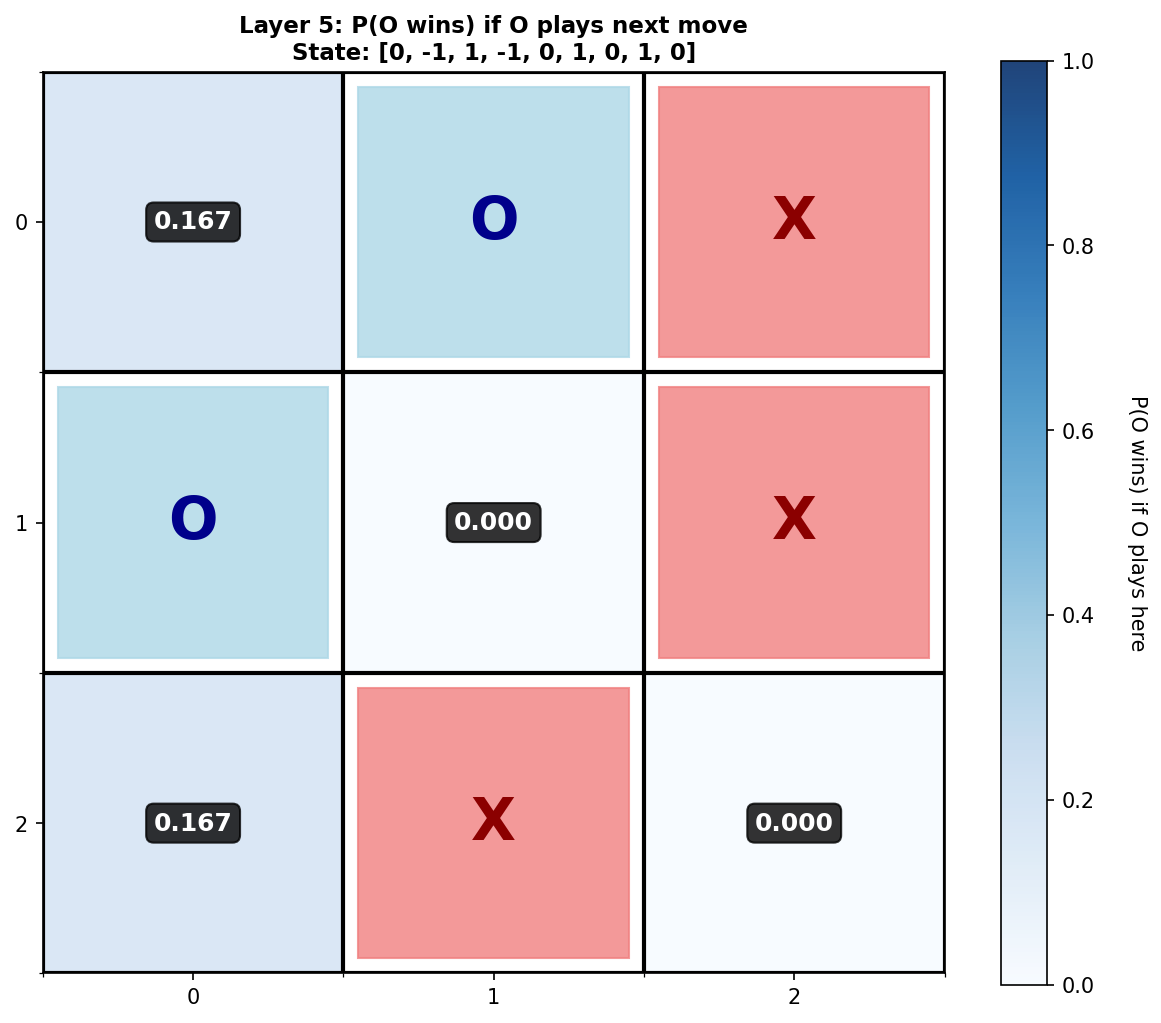 Layer 5: P(O wins) if O plays next move
State: [0, -1, 1, -1, 0, 1, 0, 1, 0]
0
0.167
O
X
1
O
0.000
X
2
0.167
X
0.000
0
1
2
1.0
0.8
0.6
0.4
0.2
0.0
P(O wins) if O plays here